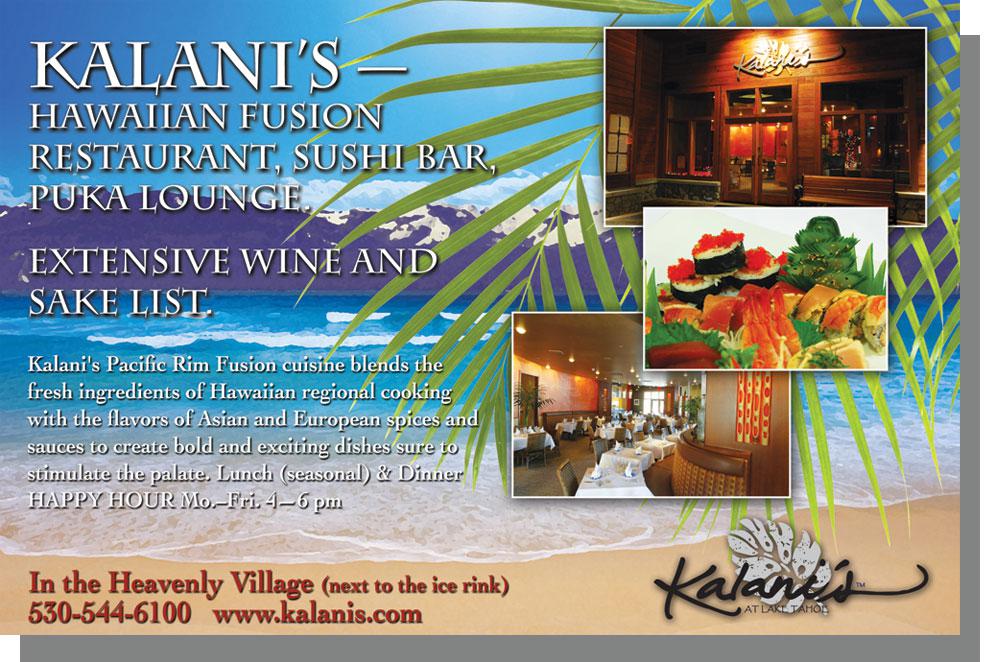 KALANI'S —
HAWAIIAN FUSION
RESTAURANT, SUSHI BAR,
PUKA LOUNGE.
EXTENSIVE WINE AND
SAKE LIST.
Kalani's Pacific Rim Fusion cuisine blends the
fresh ingredients of Hawaiian regional cooking
with the flavors of Asian and European spices and
sauces to create bold and exciting dishes sure to
stimulate the palate. Lunch (seasonal) & Dinner
HAPPY HOUR Mo.–Fri. 4—6 pm
In the Heavenly Village (next to the ice rink)
530-544-6100 www.kalanis.com
Kalani's
Kalani's™
AT LAKE TAHOE